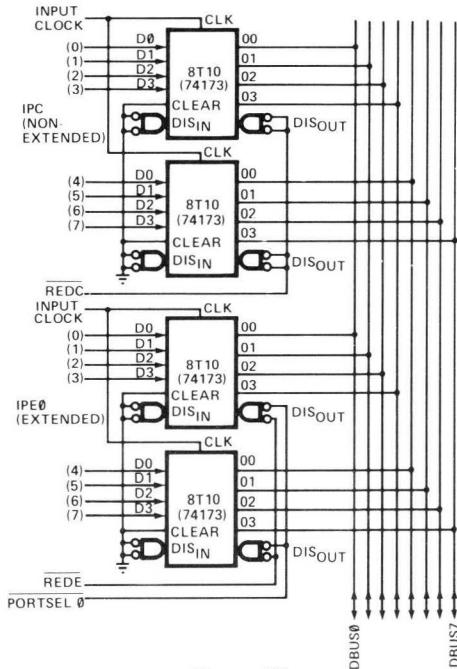 INPUT
CLOCK
CLK
(0) D0 00
(1) D1 01
(2) D2 8T10 02
(3) D3 (74173) 03
CLEAR
IPC
(NON-
EXTENDED)
DISIN
DISOUT
CLK
(4) D0 00
(5) D1 01
(6) D2 8T10 02
(7) D3 (74173) 03
CLEAR
DISIN
DISOUT
REDC
INPUT
CLOCK
CLK
(0) D0 00
(1) D1 01
(2) D2 8T10 02
(3) D3 (74173) 03
CLEAR
IPE0
(EXTENDED)
DISIN
DISOUT
CLK
(4) D0 00
(5) D1 01
(6) D2 8T10 02
(7) D3 (74173) 03
CLEAR
DISIN
DISOUT
REDE
PORTSEL 0
DBUS0
DBUS7